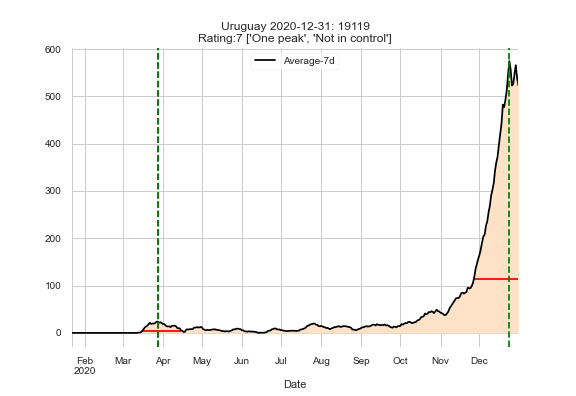 Uruguay 2020-12-31: 19119
Rating:7 ['One peak', 'Not in control']
Average-7d
600
500
400
300
200
100
0
Feb Mar Apr May Jun Jul Aug Sep Oct Nov Dec
2020
Date